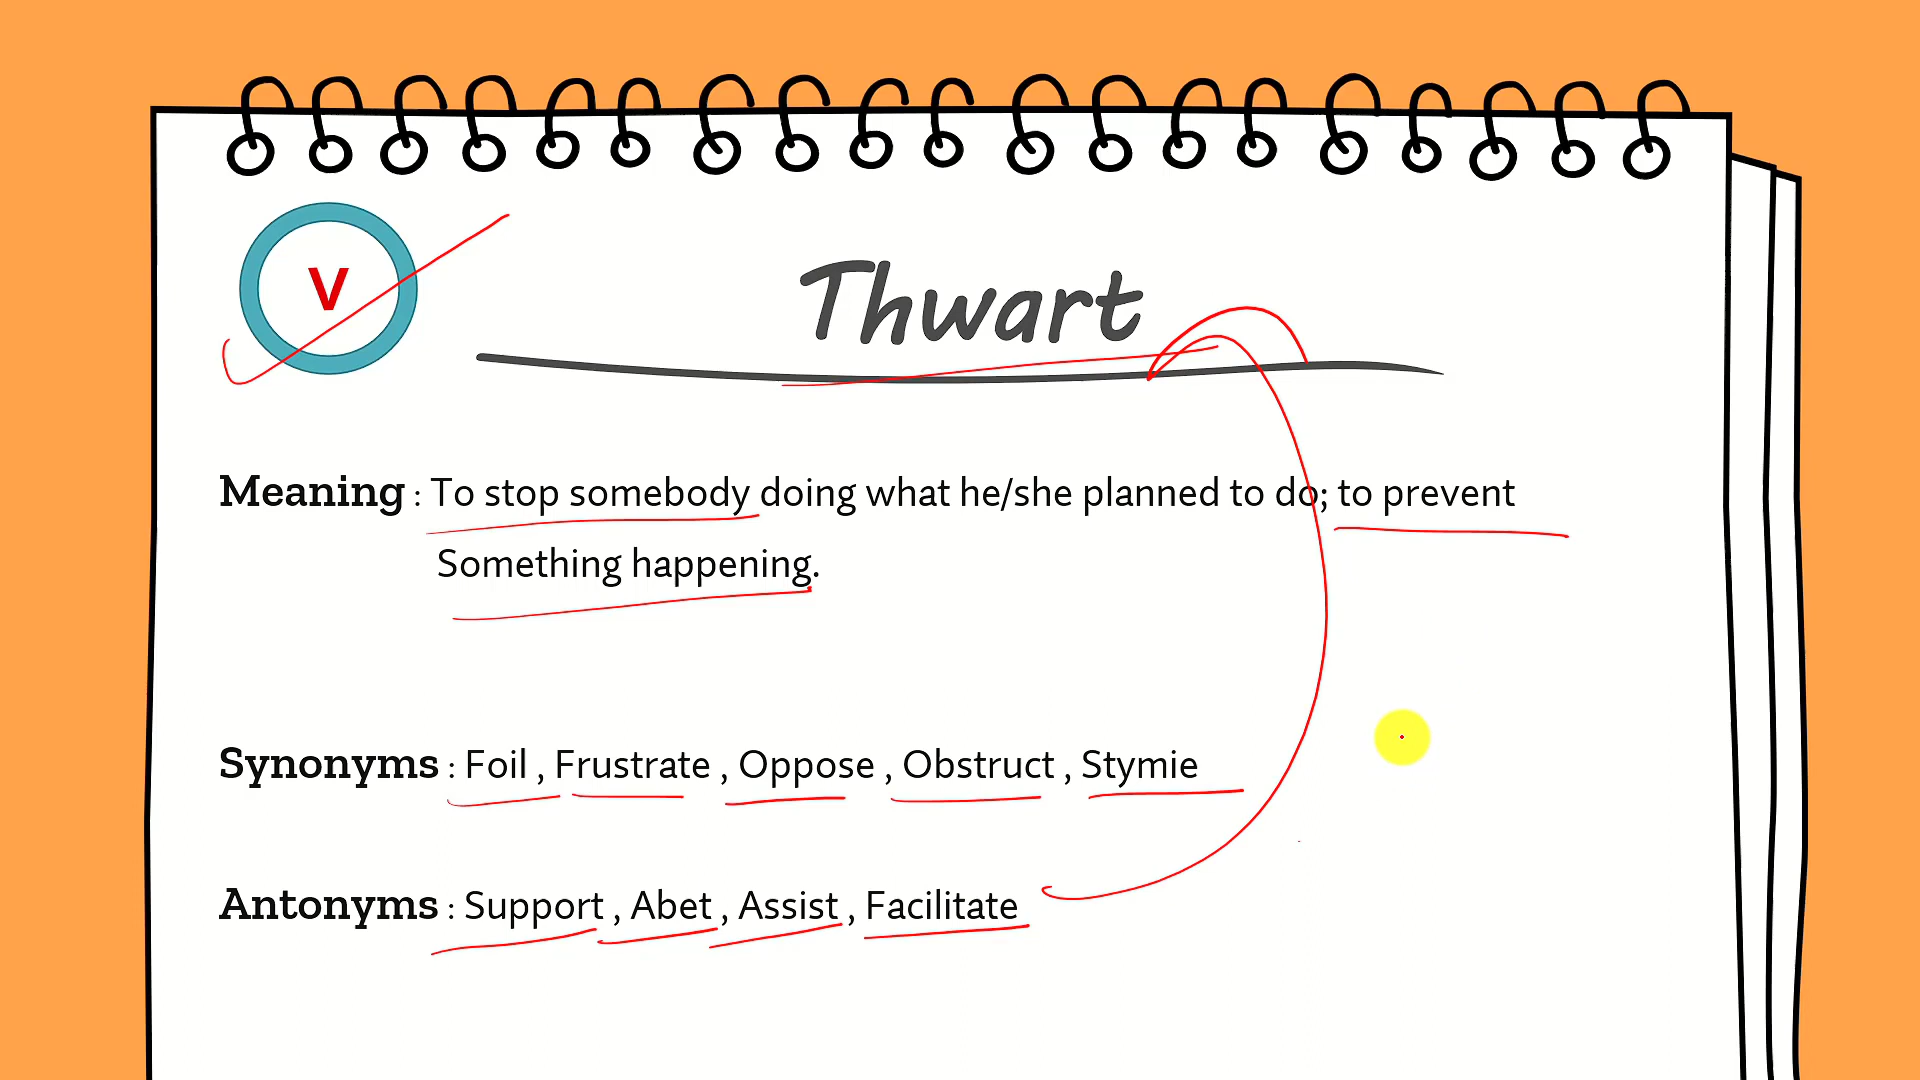 V
Thwart
Meaning : To stop somebody doing what he/she planned to do; to prevent
Something happening.
Synonyms : Foil , Frustrate , Oppose , Obstruct , Stymie
Antonyms : Support , Abet , Assist , Facilitate